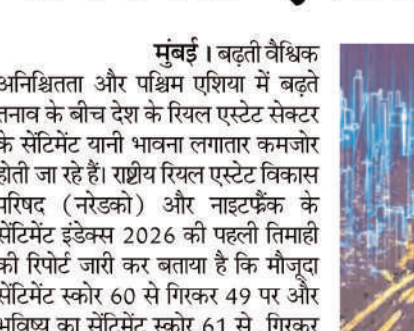 मुंबई । बढ़ती वैश्विक
अनिश्चितता और पश्चिम एशिया में बढ़ते
तनाव के बीच देश के रियल एस्टेट सेक्टर
के सेंटिमेंट यानी भावना लगातार कमजोर
होती जा रहे हैं। राष्ट्रीय रियल एस्टेट विकास
परिषद (नरेडको) और नाइटफ्रैंक के
सेंटिमेंट इंडेक्स 2026 की पहली तिमाही
की रिपोर्ट जारी कर बताया है कि मौजूदा
सेंटिमेंट स्कोर 60 से गिरकर 49 पर और
भविष्य का सेंटिमेंट स्कोर 61 से गिरकर